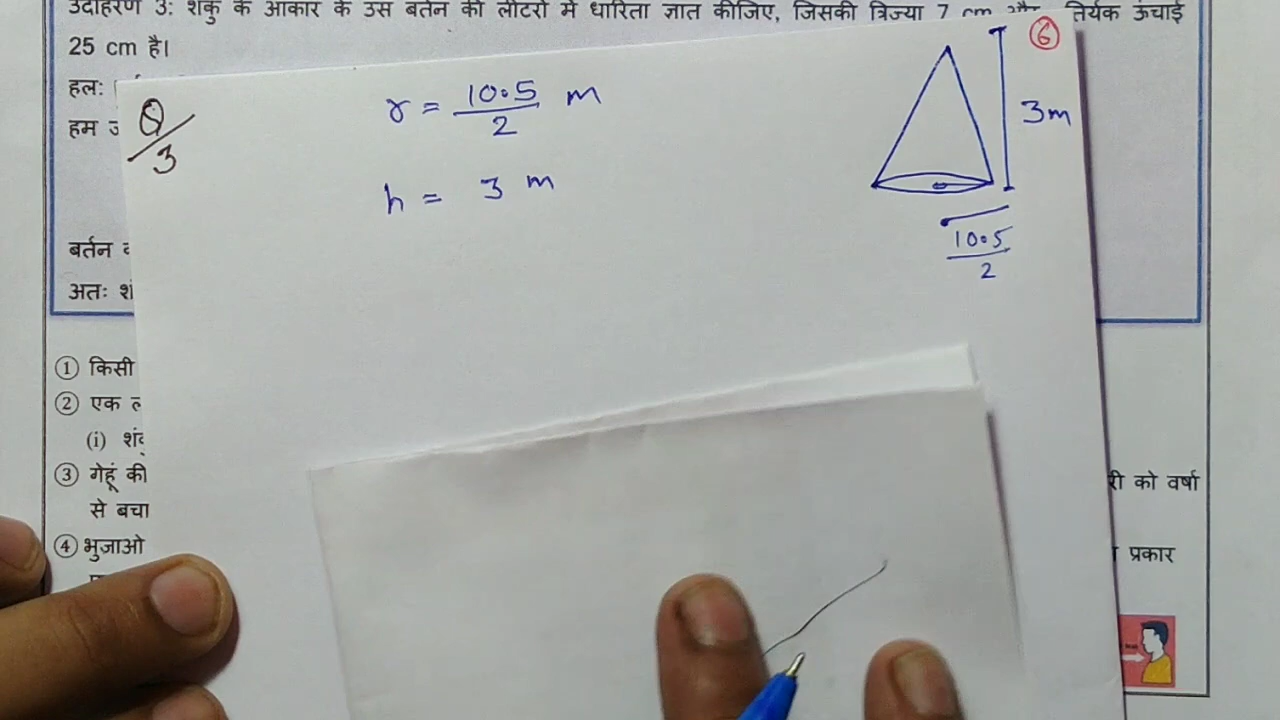 उदाहरण 3: शंकु के आकार के उस बर्तन की लीटरों में धारिता ज्ञात कीजिए, जिसकी त्रिज्या 7 cm और तिर्यक ऊंचाई
25 cm है।
हल:
हम
Q/3
r = 10.5/2 m
h = 3 m
6
3m
10.5/2
बर्तन
अतः
① किसी
② एक
(i)
③ गेहूं की
री को वर्षा
से बचा
④ भुजाओ
प्रकार